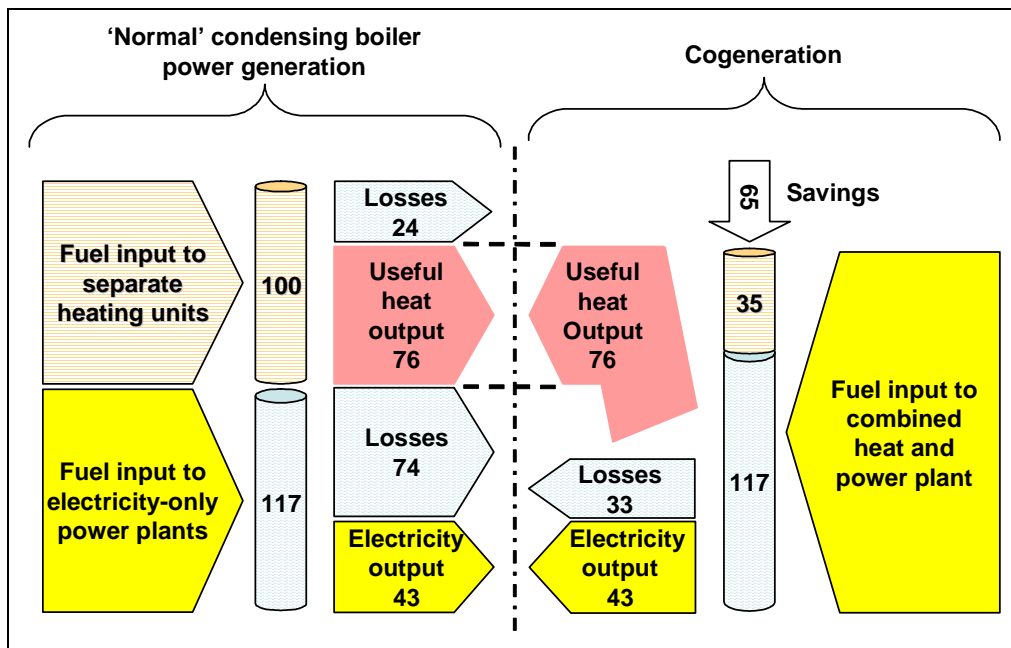 ‘Normal’ condensing boiler
power generation
Cogeneration
Fuel input to
separate
heating units
100
Losses
24
Useful
heat
output
76
Fuel input to
electricity-only
power plants
117
Losses
74
Electricity
output
43
Useful
heat
Output
76
Losses
33
Electricity
output
43
65
Savings
35
117
Fuel input to
combined
heat and
power plant